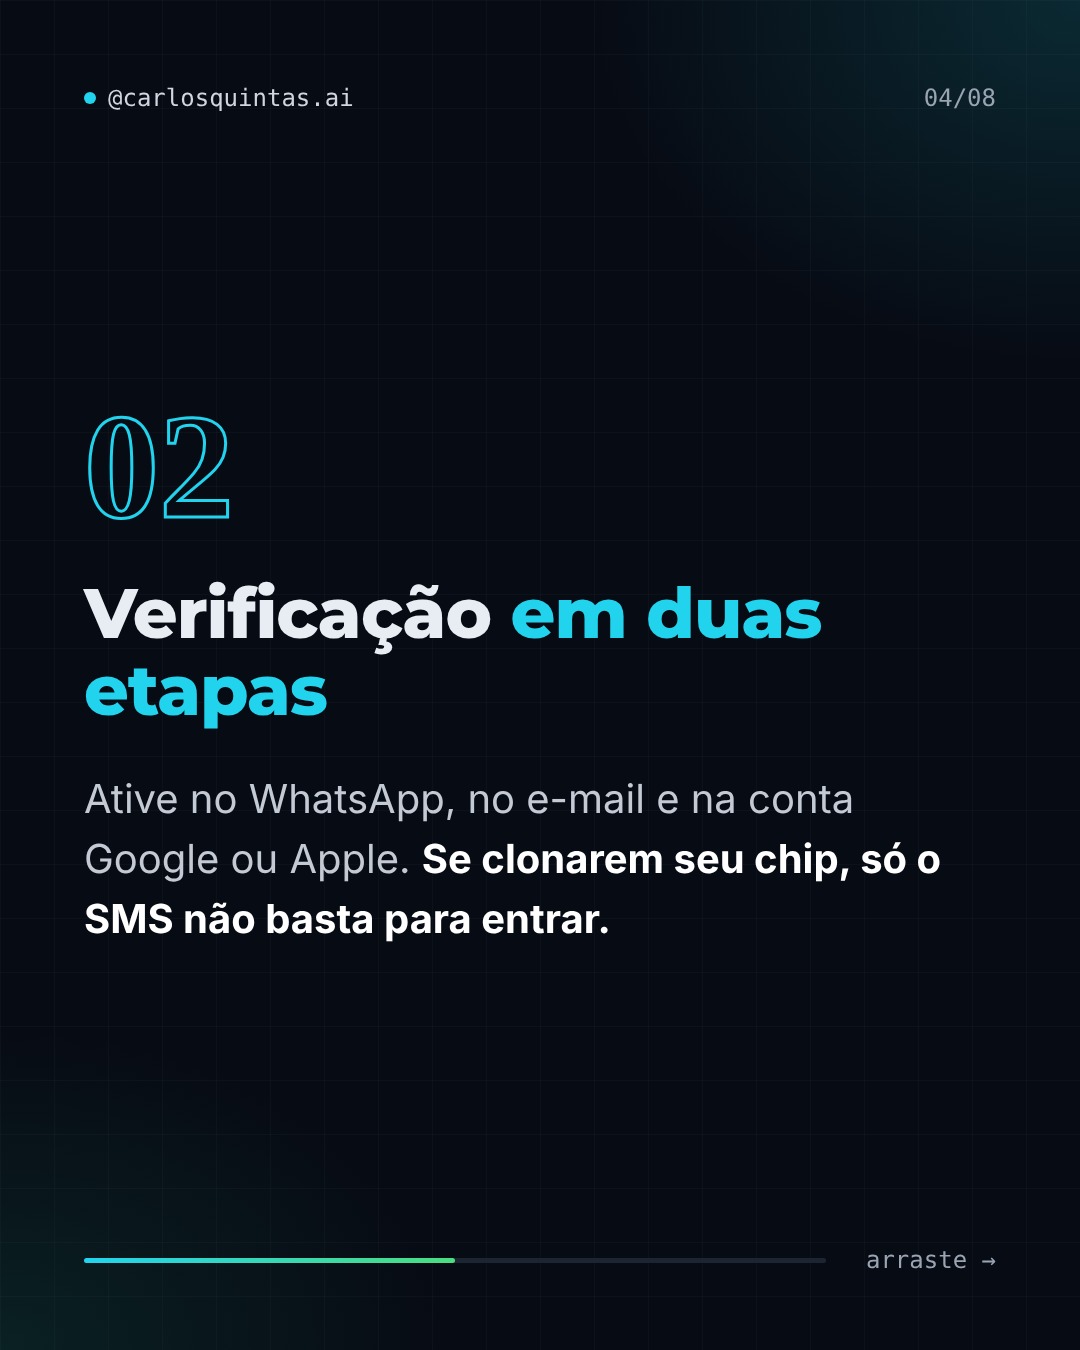 @carlosquintas.ai
04/08
02
Verificação em duas
etapas
Ative no WhatsApp, no e-mail e na conta
Google ou Apple. Se clonarem seu chip, só o
SMS não basta para entrar.
arraste →